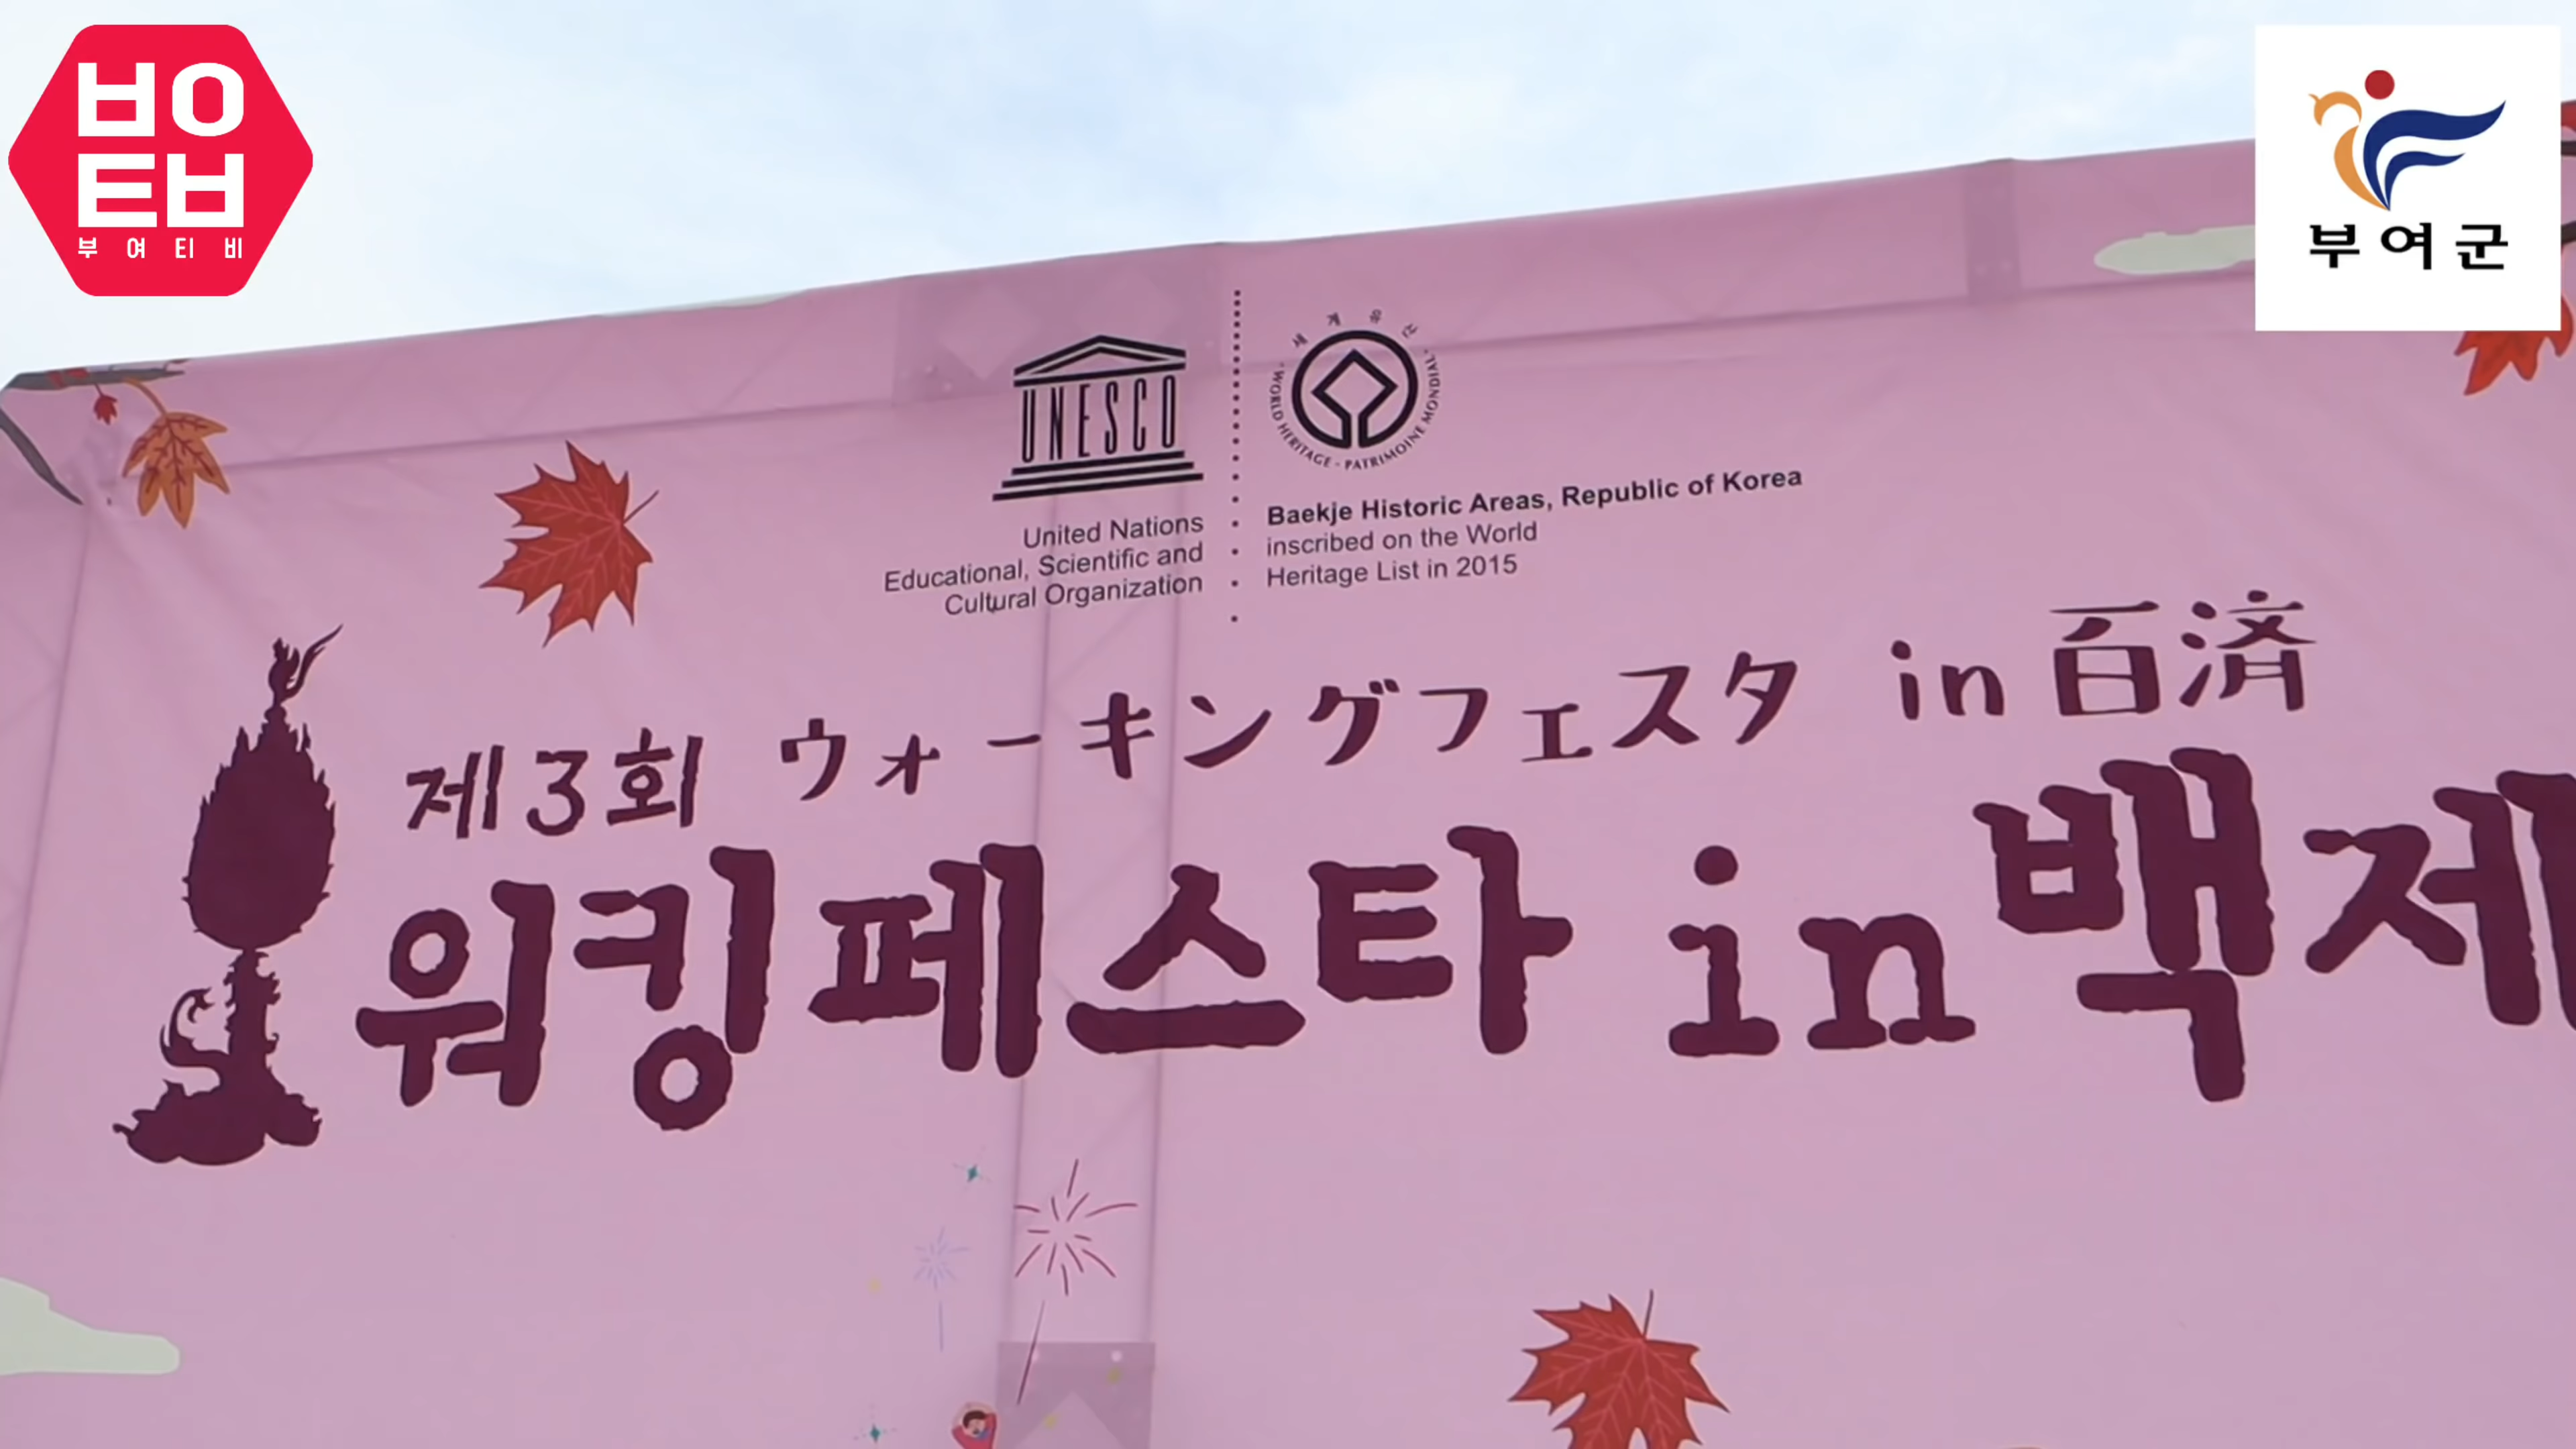 부여티비
부여군
UNESCO
United Nations
Educational, Scientific and
Cultural Organization
세계유산
WORLD HERITAGE - PATRIMOINE MONDIAL
Baekje Historic Areas, Republic of Korea
inscribed on the World
Heritage List in 2015
제3회 ウォーキングフェスタ in 百済
워킹페스타 in 백제